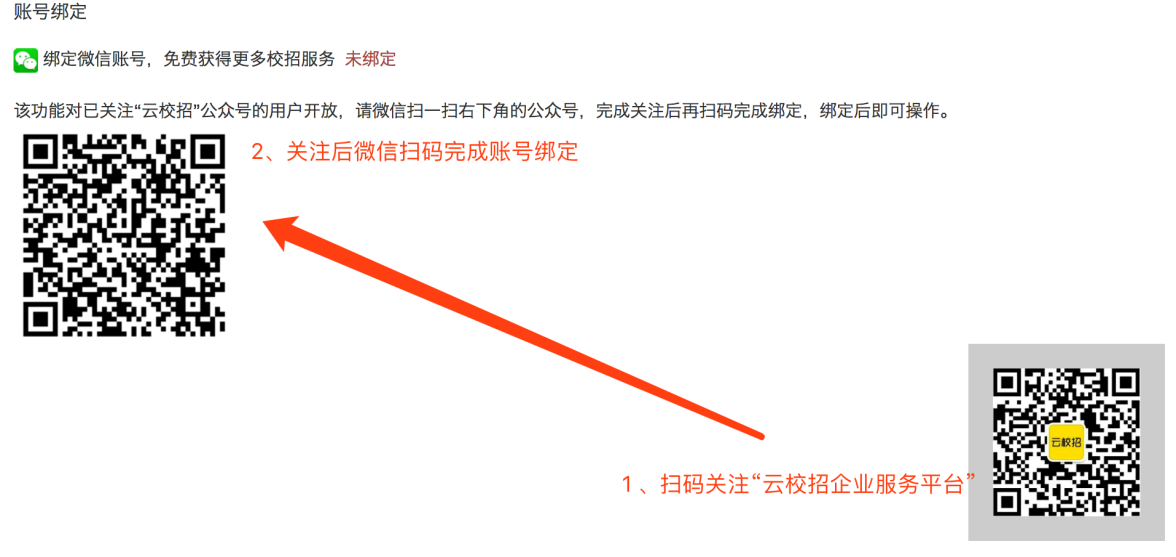 账号绑定
绑定微信账号，免费获得更多校招服务 未绑定
该功能对已关注“云校招”公众号的用户开放，请微信扫一扫右下角的公众号，完成关注后再扫码完成绑定，绑定后即可操作。
2、关注后微信扫码完成账号绑定
云校招
1、扫码关注“云校招企业服务平台”